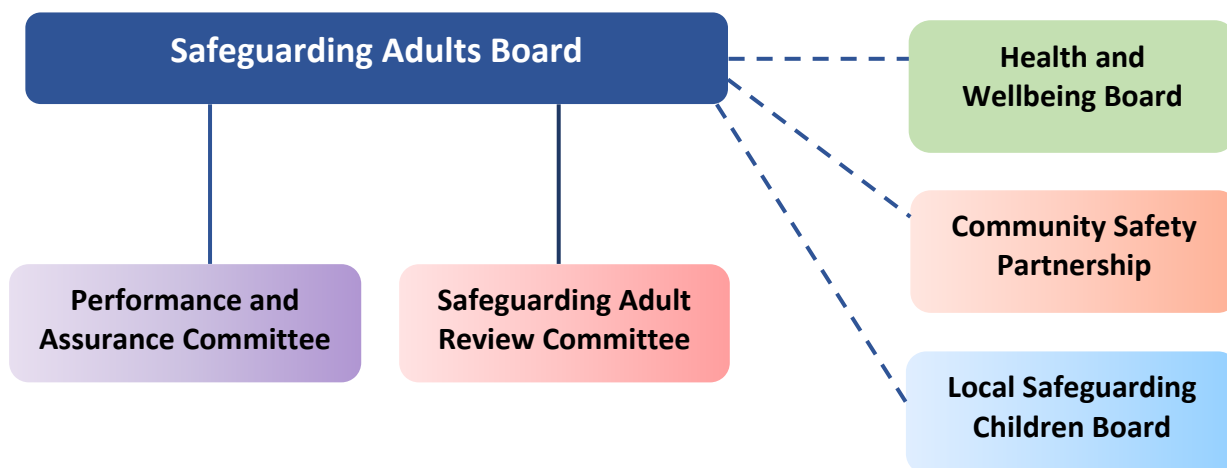 Safeguarding Adults Board
Health and
Wellbeing Board
Community Safety
Partnership
Performance and
Assurance Committee
Safeguarding Adult
Review Committee
Local Safeguarding
Children Board